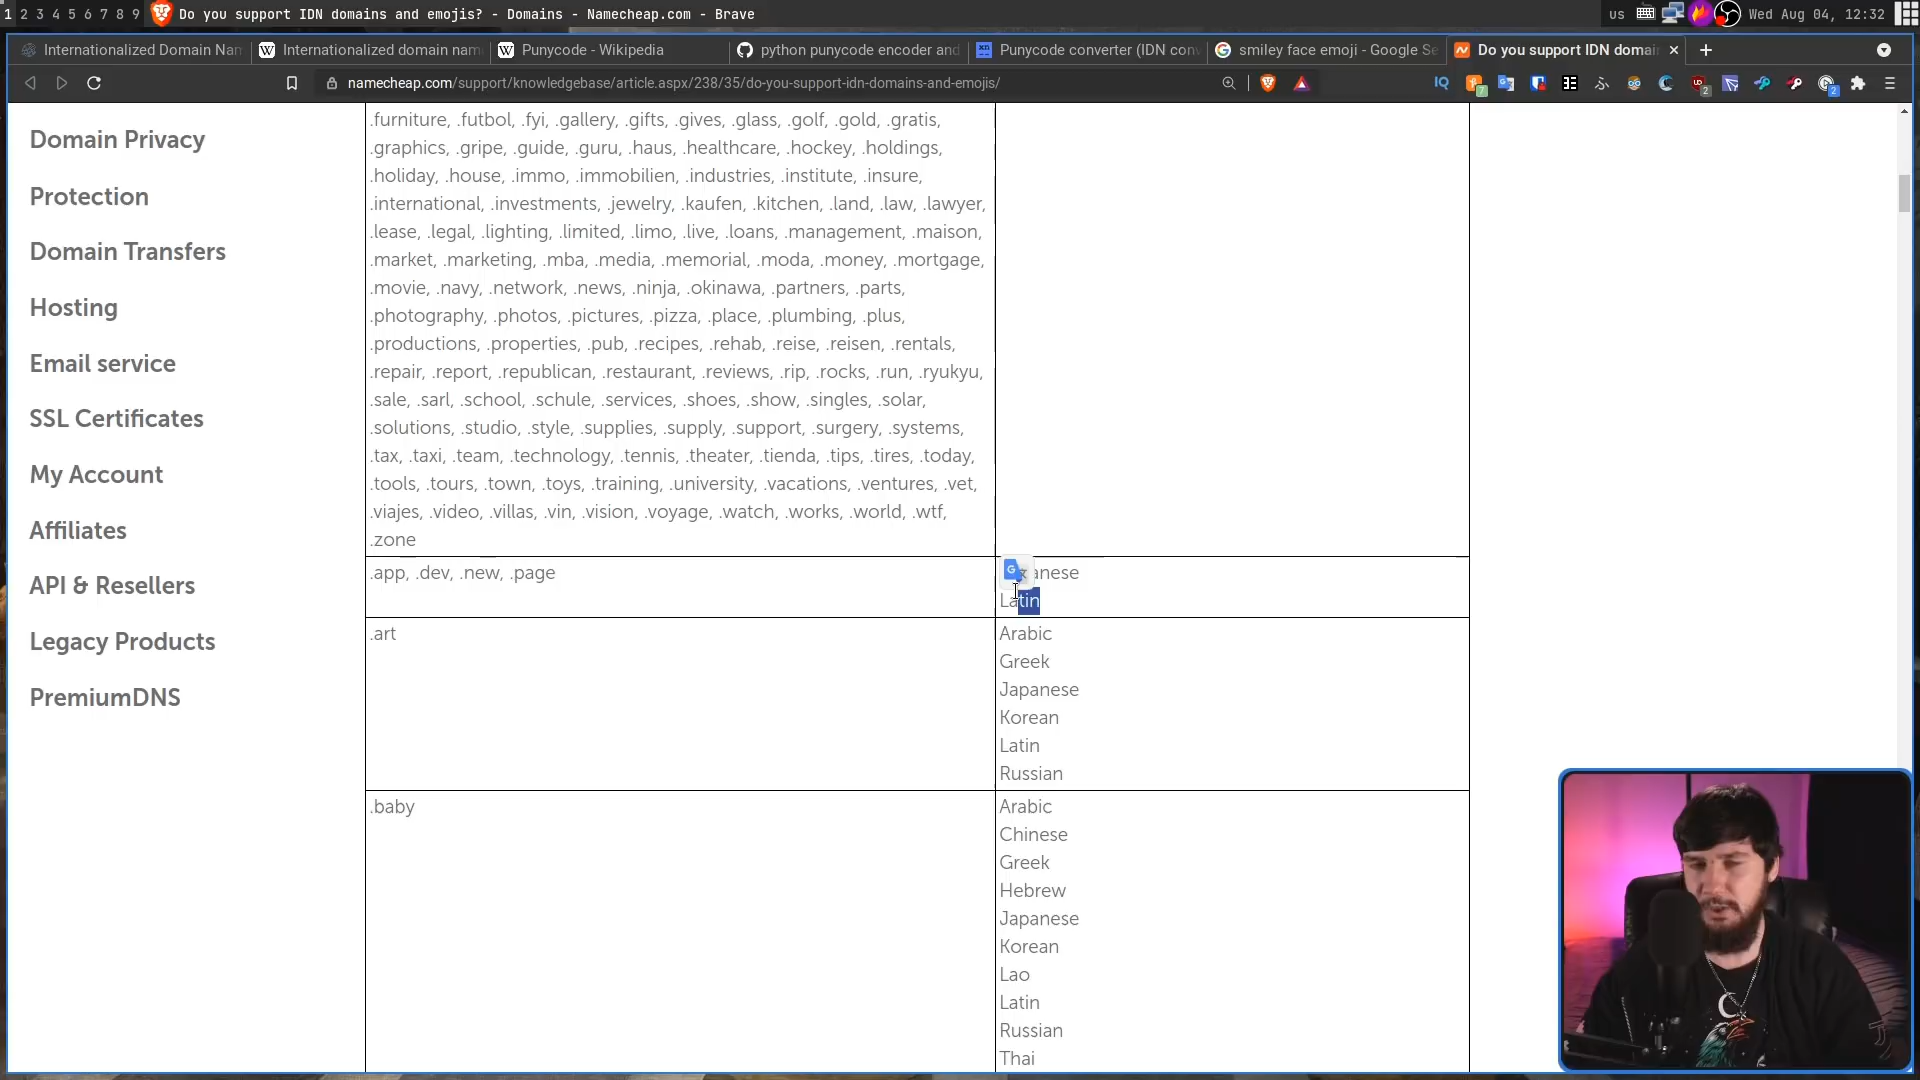 1 2 3 4 5 6 7 8 9 Do you support IDN domains and emojis? - Domains - Namecheap.com - Brave
us Wed Aug 04, 12:32
Internationalized Domain Nam
Internationalized domain name
Punycode - Wikipedia
python punycode encoder and
Punycode converter (IDN conv
smiley face emoji - Google Se
Do you support IDN domai
namecheap.com/support/knowledgebase/article.aspx/238/35/do-you-support-idn-domains-and-emojis/
Domain Privacy
Protection
Domain Transfers
Hosting
Email service
SSL Certificates
My Account
Affiliates
API & Resellers
Legacy Products
PremiumDNS
.furniture, .futbol, .fyi, .gallery, .gifts, .gives, .glass, .golf, .gold, .gratis,
.graphics, .gripe, .guide, .guru, .haus, .healthcare, .hockey, .holdings,
.holiday, .house, .immo, .immobilien, .industries, .institute, .insure,
.international, .investments, .jewelry, .kaufen, .kitchen, .land, .law, .lawyer,
.lease, .legal, .lighting, .limited, .limo, .live, .loans, .management, .maison,
.market, .marketing, .mba, .media, .memorial, .moda, .money, .mortgage,
.movie, .navy, .network, .news, .ninja, .okinawa, .partners, .parts,
.photography, .photos, .pictures, .pizza, .place, .plumbing, .plus,
.productions, .properties, .pub, .recipes, .rehab, .reise, .reisen, .rentals,
.repair, .report, .republican, .restaurant, .reviews, .rip, .rocks, .run, .ryukyu,
.sale, .sarl, .school, .schule, .services, .shoes, .show, .singles, .solar,
.solutions, .studio, .style, .supplies, .supply, .support, .surgery, .systems,
.tax, .taxi, .team, .technology, .tennis, .theater, .tienda, .tips, .tires, .today,
.tools, .tours, .town, .toys, .training, .university, .vacations, .ventures, .vet,
.viajes, .video, .villas, .vin, .vision, .voyage, .watch, .works, .world, .wtf,
.zone
.app, .dev, .new, .page
anese
Latin
.art
Arabic
Greek
Japanese
Korean
Latin
Russian
.baby
Arabic
Chinese
Greek
Hebrew
Japanese
Korean
Lao
Latin
Russian
Thai